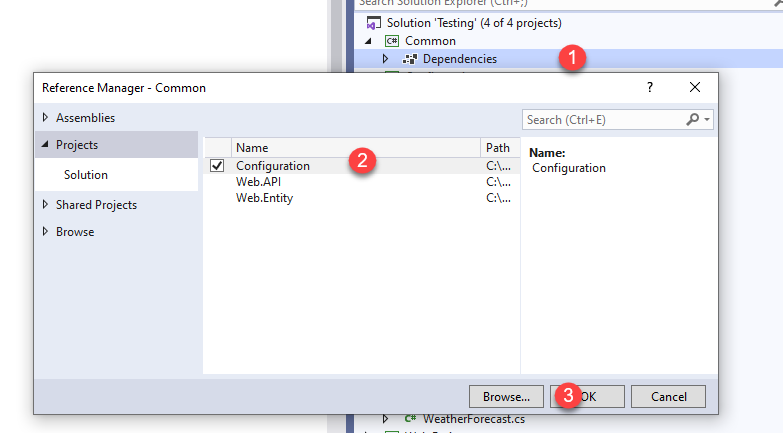 Search Solution Explorer (Ctrl+;)
Solution 'Testing' (4 of 4 projects)
C# Common
Dependencies
1
Reference Manager - Common
?
Assemblies
Search (Ctrl+E)
Projects
Solution
Shared Projects
Browse
Name Path
Configuration C:\...
2
Web.API C:\...
Web.Entity C:\...
Name:
Configuration
Browse...
3
OK
Cancel
C# WeatherForecast.cs